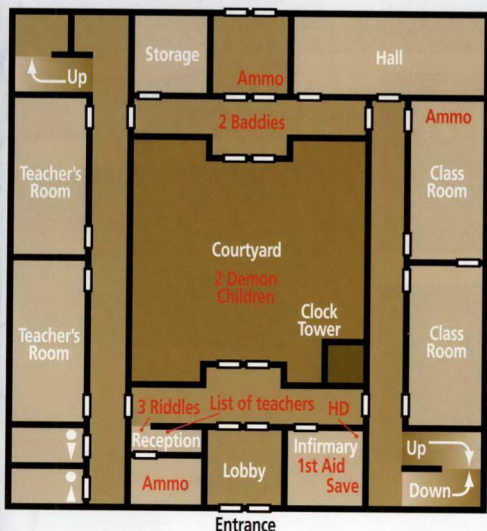 Storage
Hall
Up
Ammo
Ammo
2 Baddies
Teacher's
Room
Class
Room
Courtyard
2 Demon
Children
Clock
Tower
Teacher's
Room
Class
Room
3 Riddles
List of teachers
HD
Reception
Infirmary
Lobby
1st Aid
Save
Ammo
Up
Down
Entrance